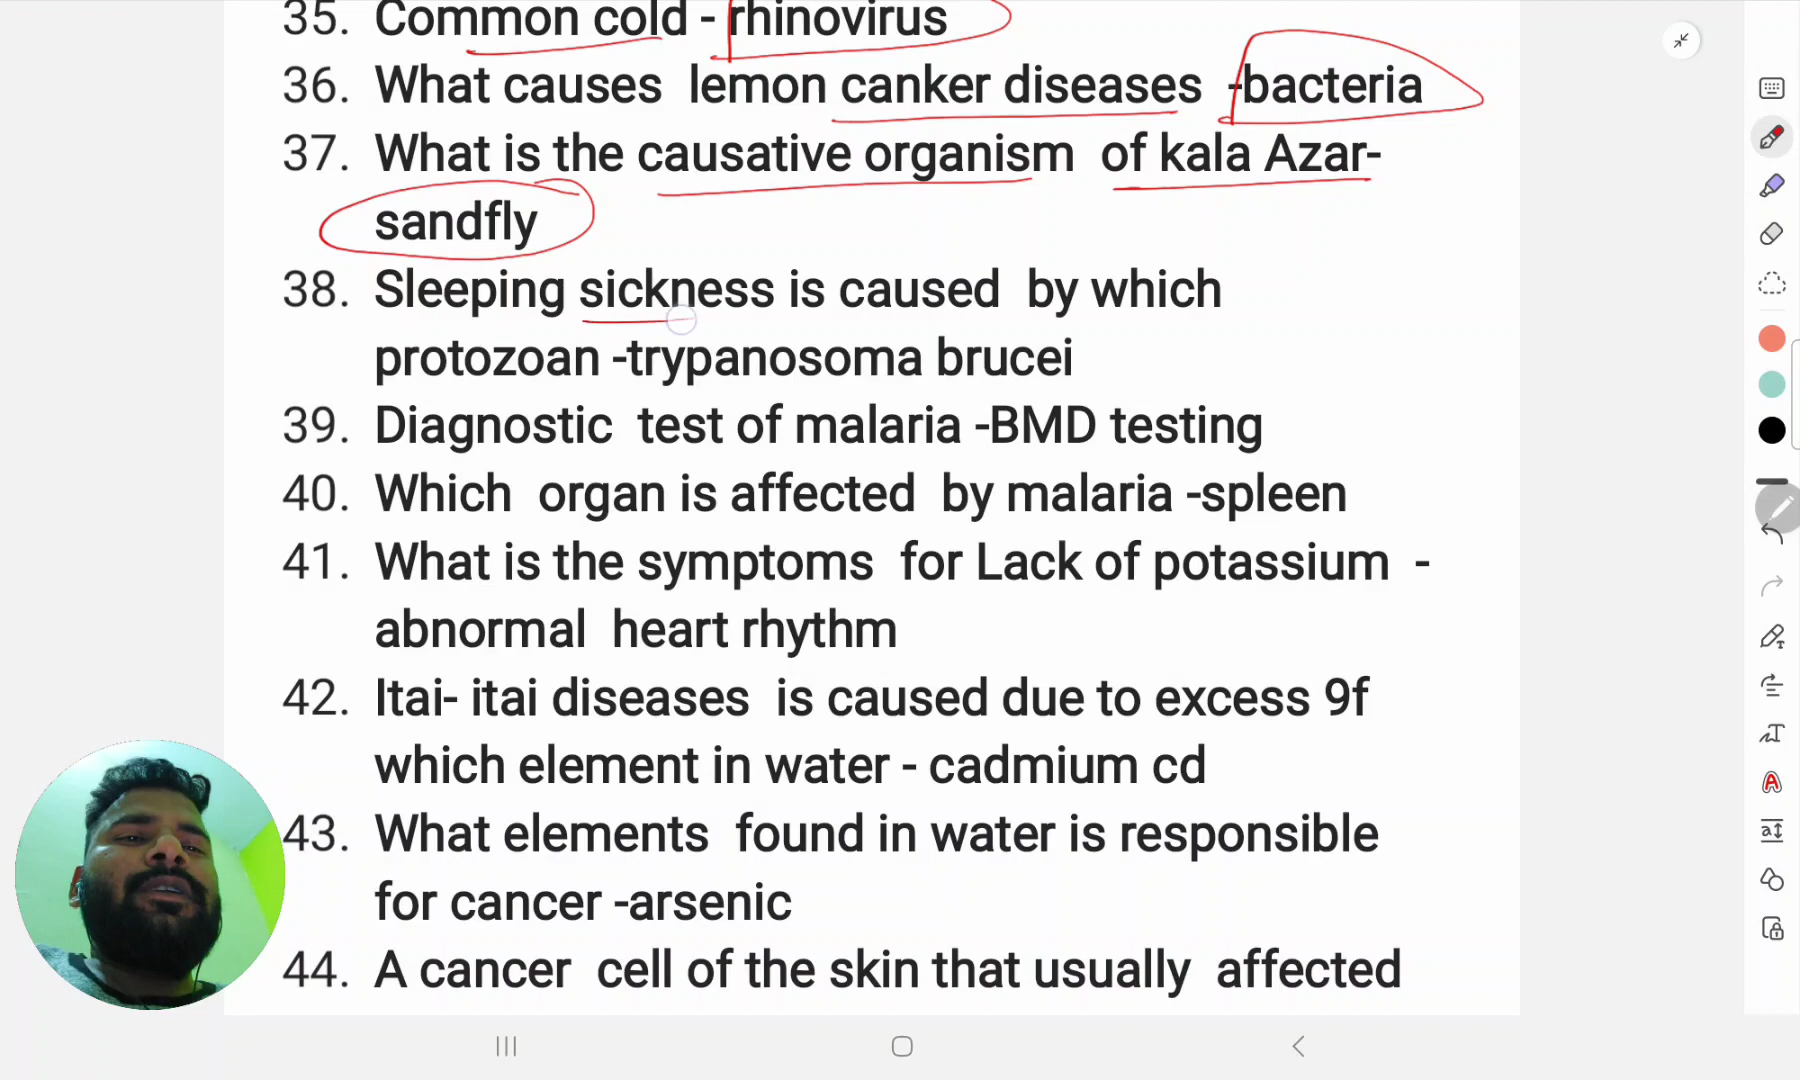 35. Common cold - rhinovirus
36. What causes lemon canker diseases -bacteria
37. What is the causative organism of kala Azar-
sandfly
38. Sleeping sickness is caused by which
protozoan -trypanosoma brucei
39. Diagnostic test of malaria -BMD testing
40. Which organ is affected by malaria -spleen
41. What is the symptoms for Lack of potassium -
abnormal heart rhythm
42. Itai- itai diseases is caused due to excess 9f
which element in water - cadmium cd
43. What elements found in water is responsible
for cancer -arsenic
44. A cancer cell of the skin that usually affected